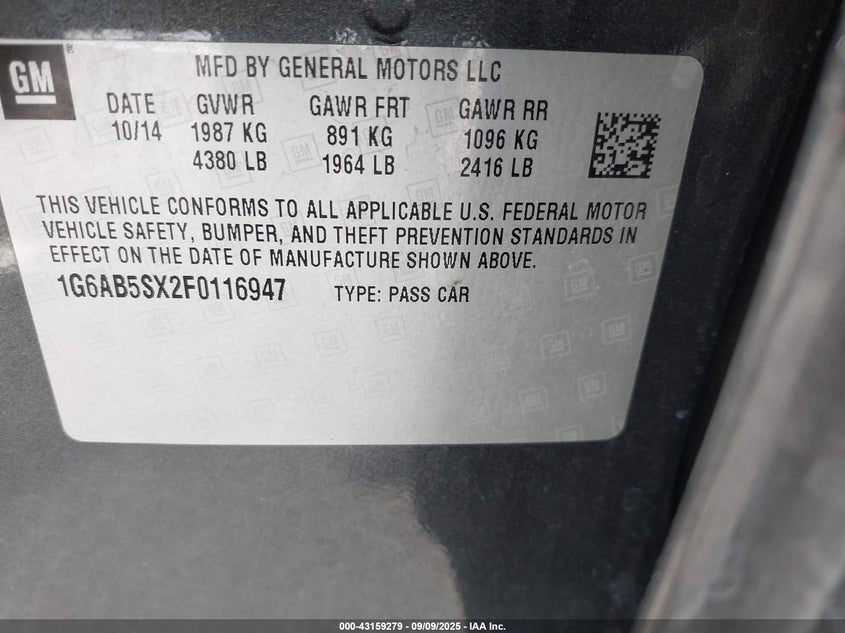 GM®
MFD BY GENERAL MOTORS LLC
DATE GVWR GAWR FRT GAWR RR
10/14 1987 KG 891 KG 1096 KG
4380 LB 1964 LB 2416 LB
THIS VEHICLE CONFORMS TO ALL APPLICABLE U.S. FEDERAL MOTOR
VEHICLE SAFETY, BUMPER, AND THEFT PREVENTION STANDARDS IN
EFFECT ON THE DATE OF MANUFACTURE SHOWN ABOVE.
1G6AB5SX2F0116947 TYPE: PASS CAR
000-43159279 - 09/09/2025 - IAA Inc.